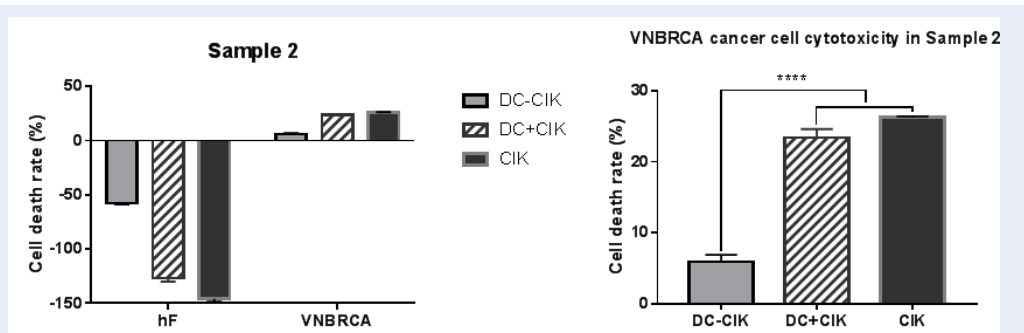 Sample 2
Cell death rate (%)
50
0
-50
-100
-150
hF VNBRCA
DC-CIK
DC+CIK
CIK
VNBRCA cancer cell cytotoxicity in Sample 2
****
Cell death rate (%)
30
20
10
0
DC-CIK DC+CIK CIK